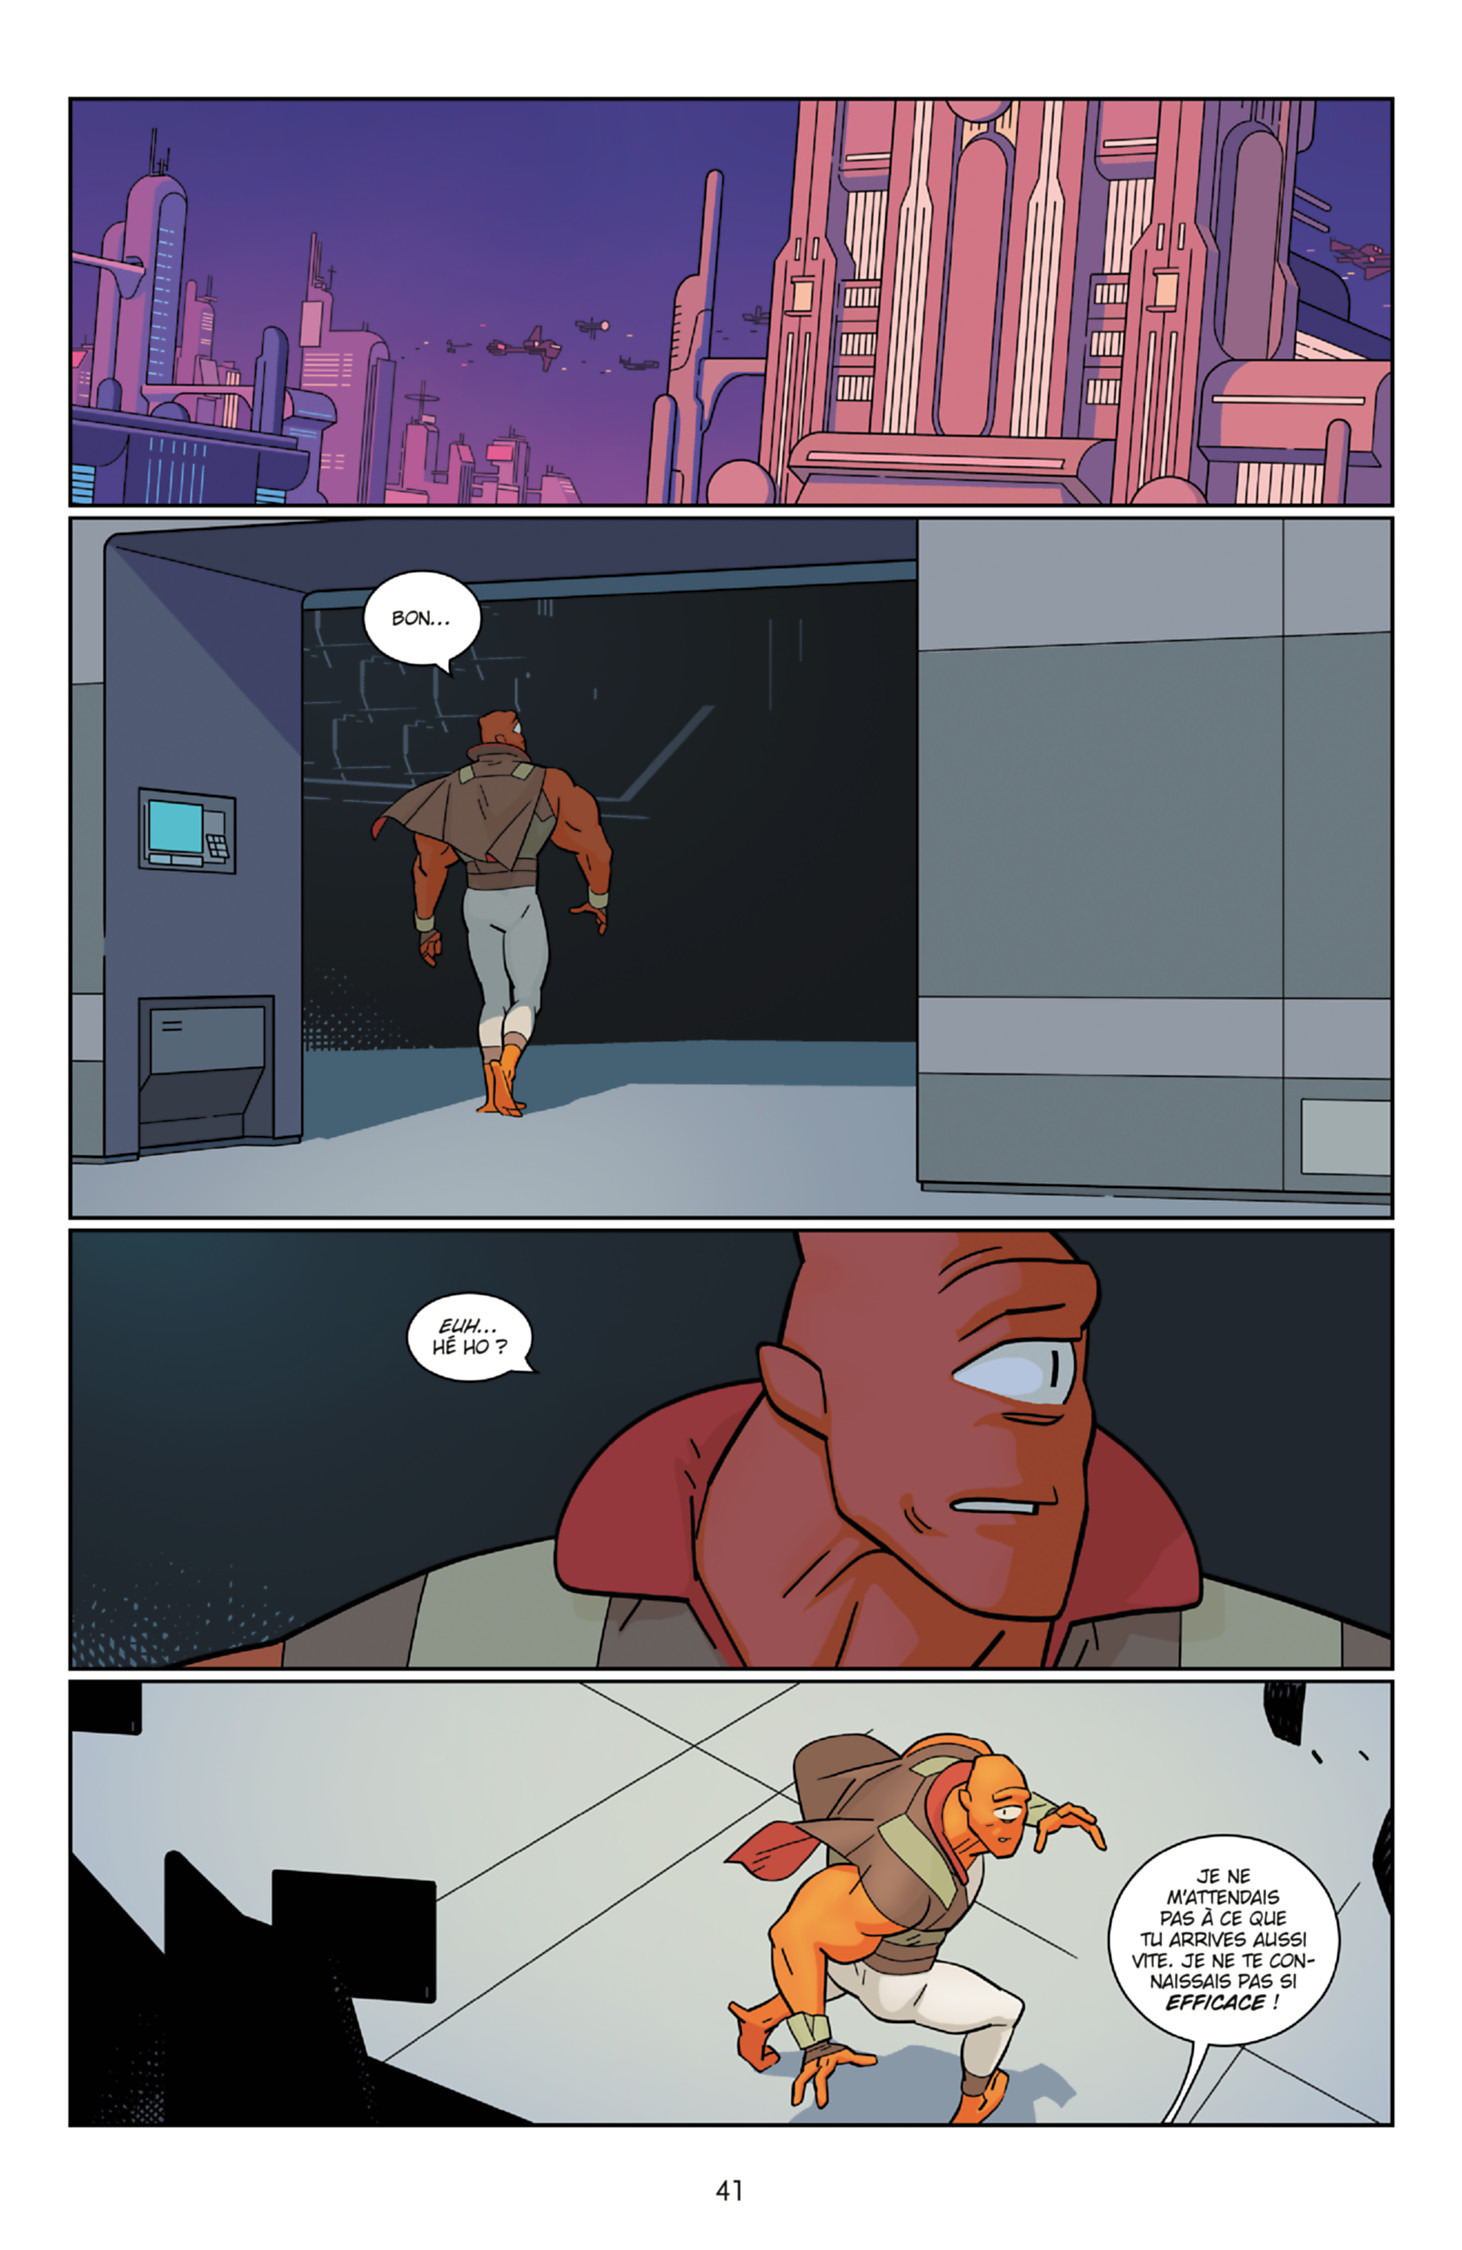 BON...
EUH...
HÉ HO ?
JE NE
M'ATTENDAIS
PAS À CE QUE
TU ARRIVES AUSSI
VITE. JE NE TE CON-
NAISSAIS PAS SI
EFFICACE !
41